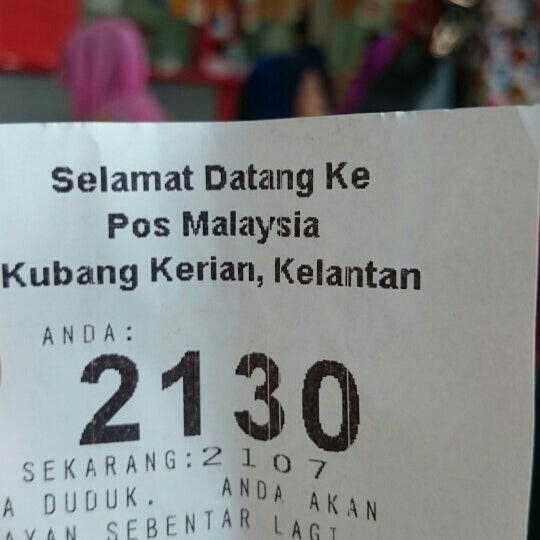 Selamat Datang Ke
Pos Malaysia
Kubang Kerian, Kelantan
ANDA:
2130
SEKARANG:2107
DUDUK. ANDA AKAN
SEBENTAR LAGI